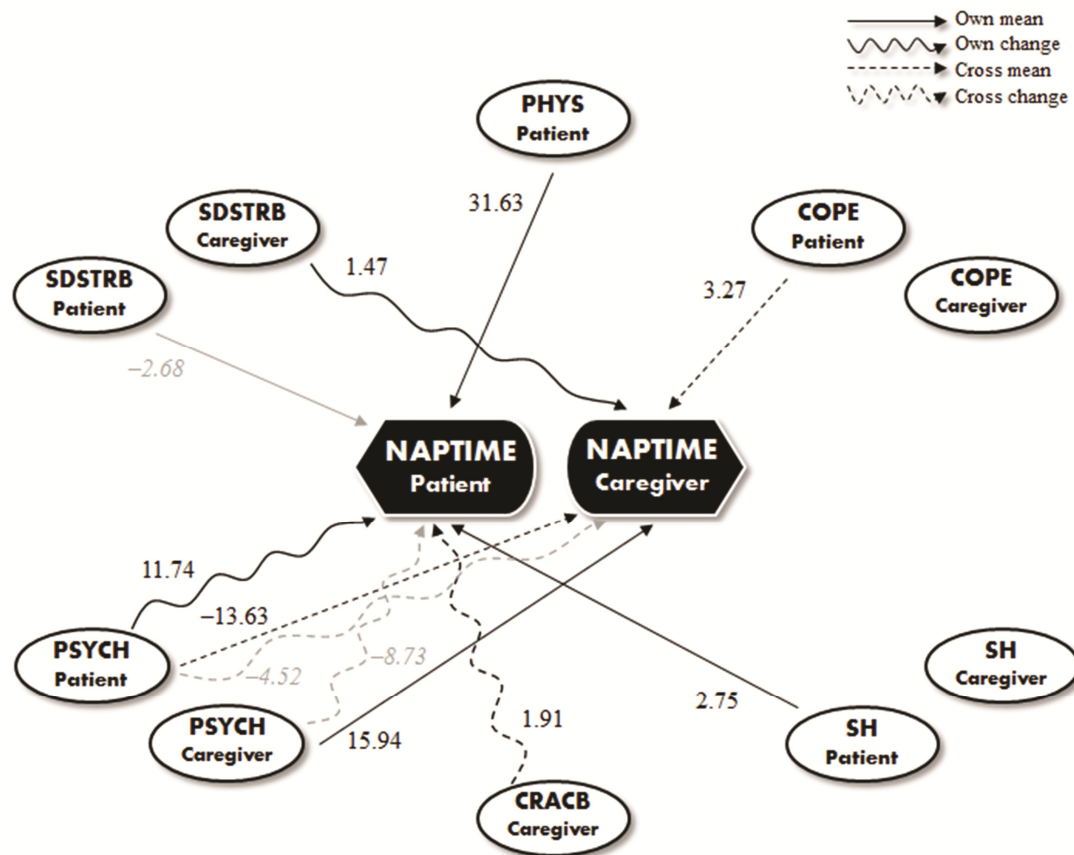 Own mean
Own change
Cross mean
Cross change
PHYS
Patient
31.63
SDSTRB
Caregiver
COPE
Patient
1.47
SDSTRB
Patient
COPE
Caregiver
3.27
–2.68
NAPTIME
Patient
NAPTIME
Caregiver
11.74
–13.63
PSYCH
Patient
–4.52
–8.73
SH
Caregiver
2.75
1.91
15.94
PSYCH
Caregiver
SH
Patient
CRACB
Caregiver